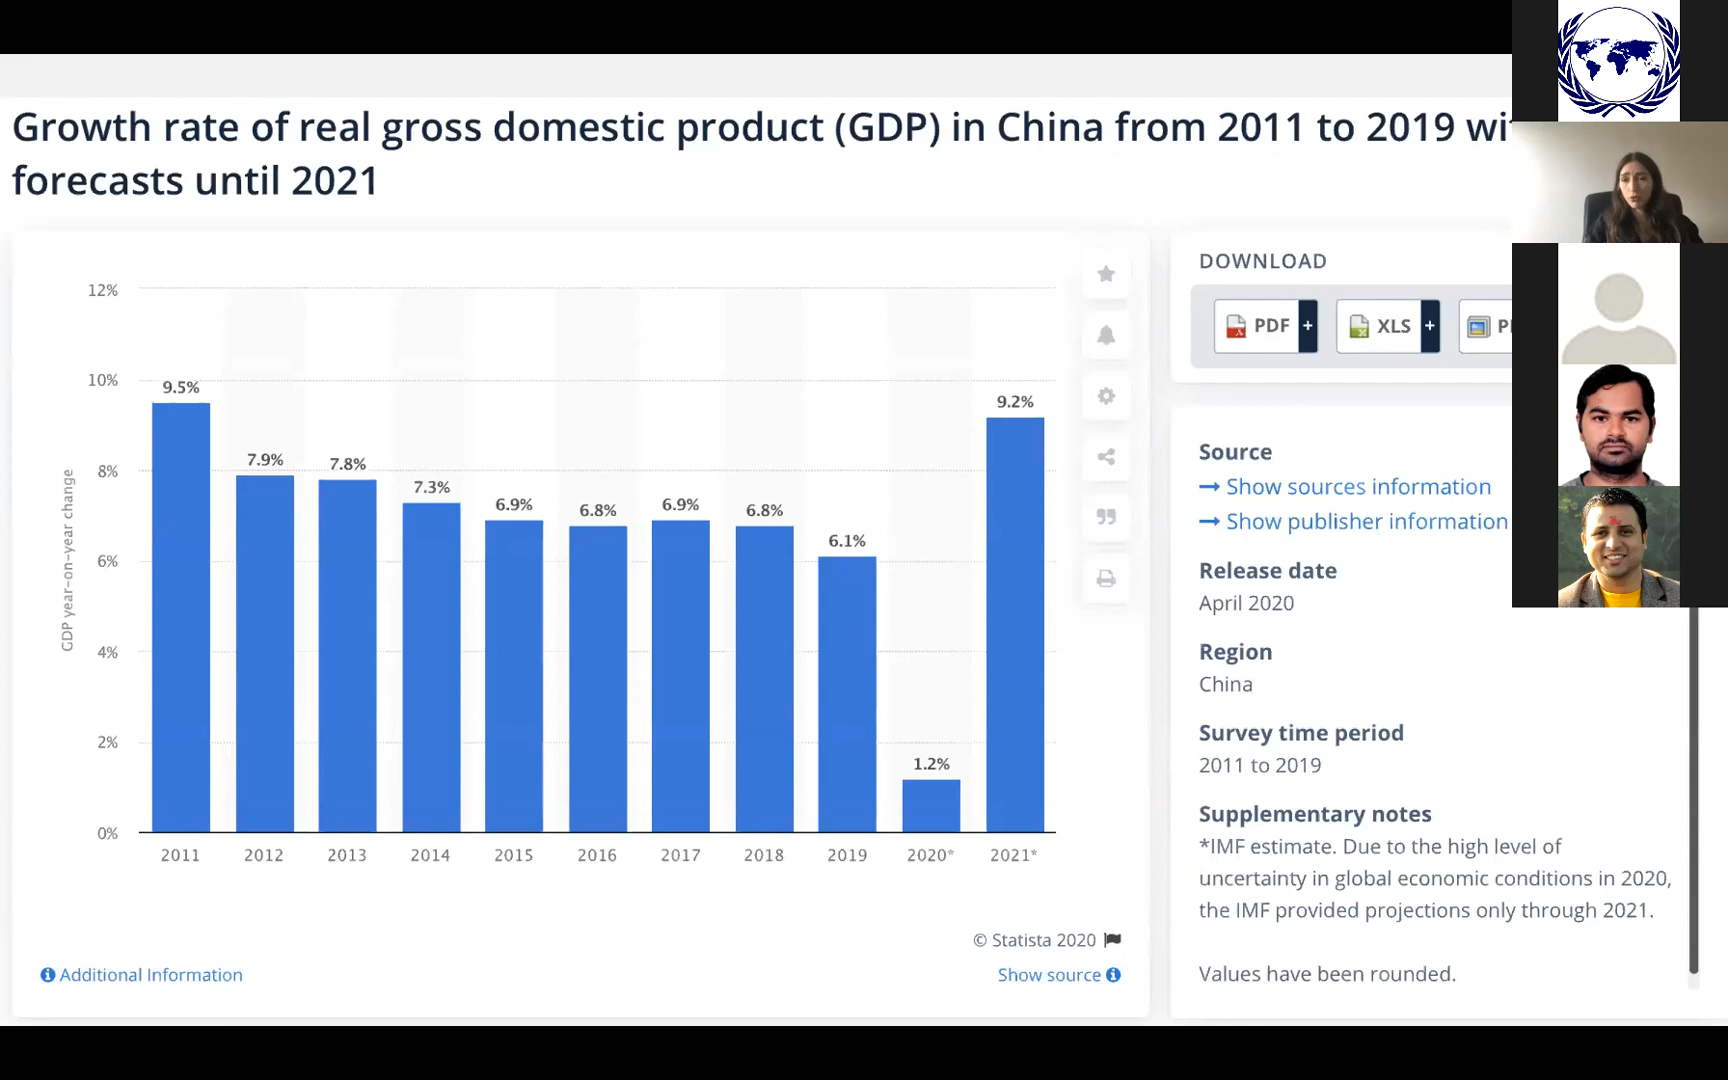 Growth rate of real gross domestic product (GDP) in China from 2011 to 2019
forecasts until 2021
GDP year-on-year change
12%
10%
8%
6%
4%
2%
0%
9.5%
7.9%
7.8%
7.3%
6.9%
6.8%
6.9%
6.8%
6.1%
1.2%
9.2%
2011 2012 2013 2014 2015 2016 2017 2018 2019 2020* 2021*
© Statista 2020
Additional Information
Show source
DOWNLOAD
PDF + XLS +
Source
→ Show sources information
→ Show publisher information
Release date
April 2020
Region
China
Survey time period
2011 to 2019
Supplementary notes
*IMF estimate. Due to the high level of
uncertainty in global economic conditions in 2020,
the IMF provided projections only through 2021.
Values have been rounded.